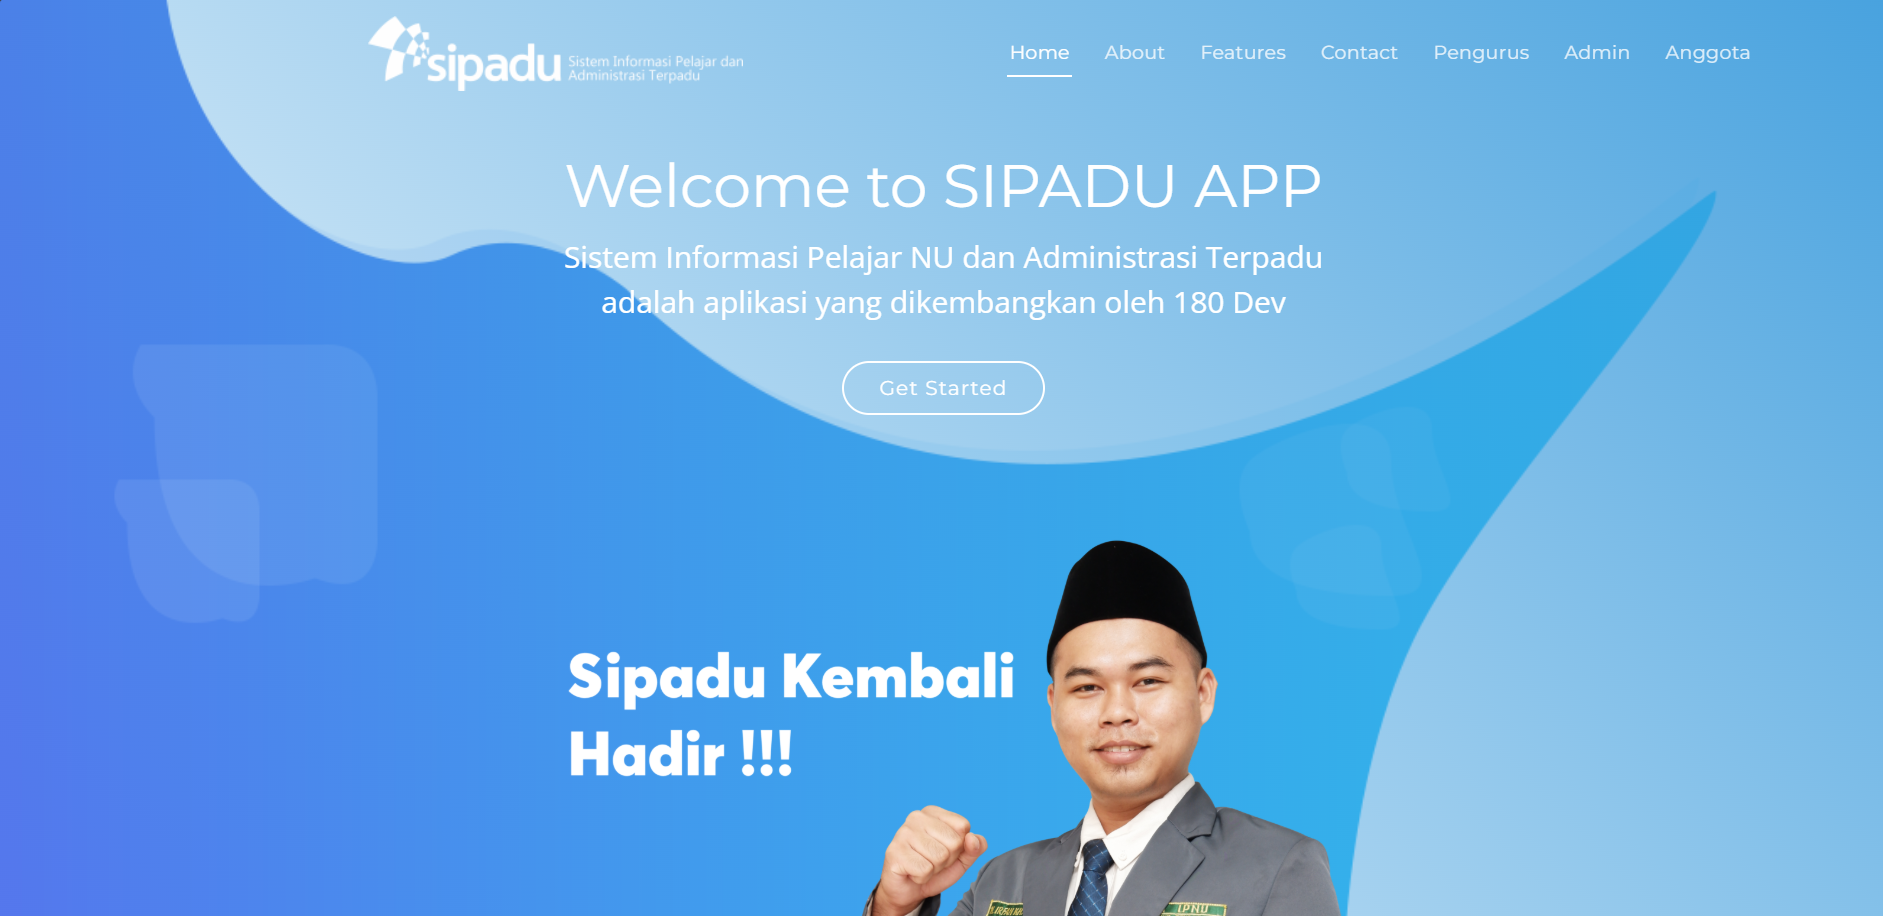 sipadu
Sistem Informasi Pelajar dan
Administrasi Terpadu
Home About Features Contact Pengurus Admin Anggota
Welcome to SIPADU APP
Sistem Informasi Pelajar NU dan Administrasi Terpadu
adalah aplikasi yang dikembangkan oleh 180 Dev
Get Started
Sipadu Kembali
Hadir !!!
IPNU